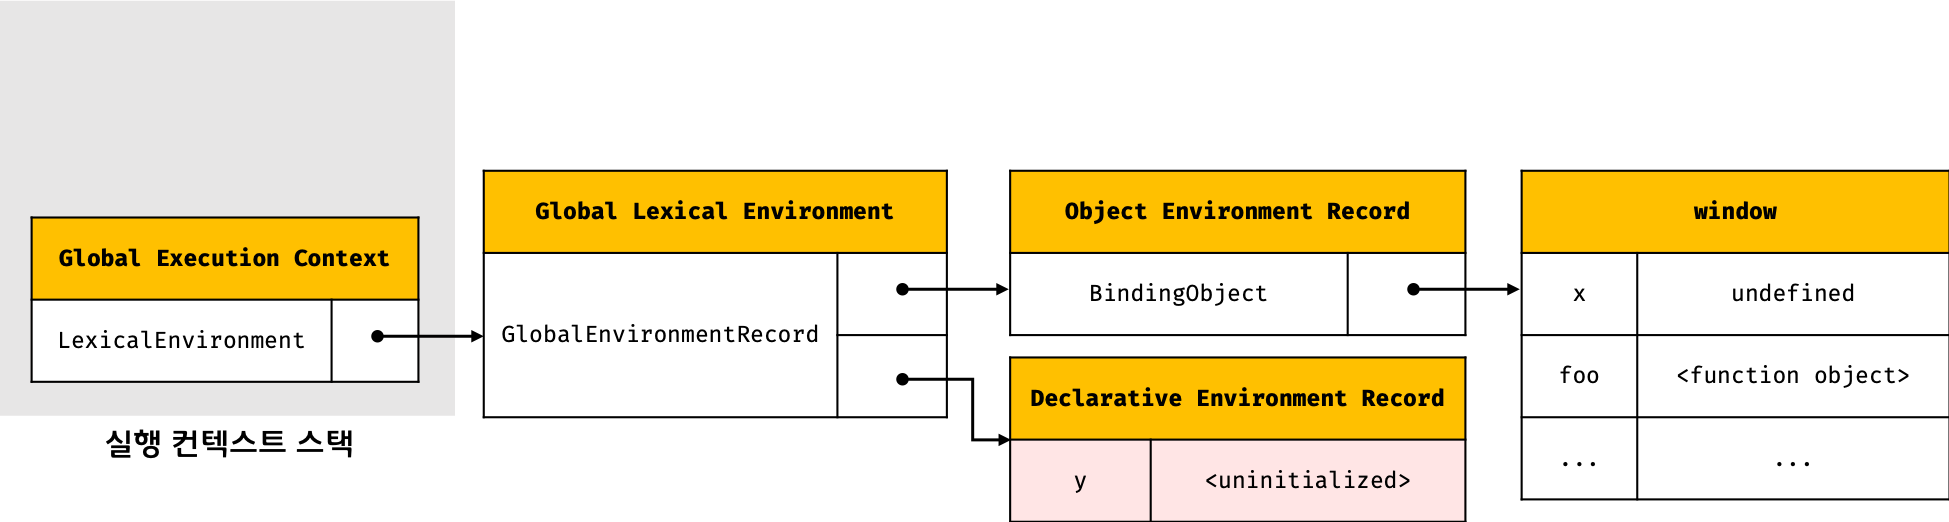 Global Execution Context
LexicalEnvironment
실행 컨텍스트 스택
Global Lexical Environment
GlobalEnvironmentRecord
Object Environment Record
BindingObject
Declarative Environment Record
y <uninitialized>
window
x undefined
foo <function object>
... ...